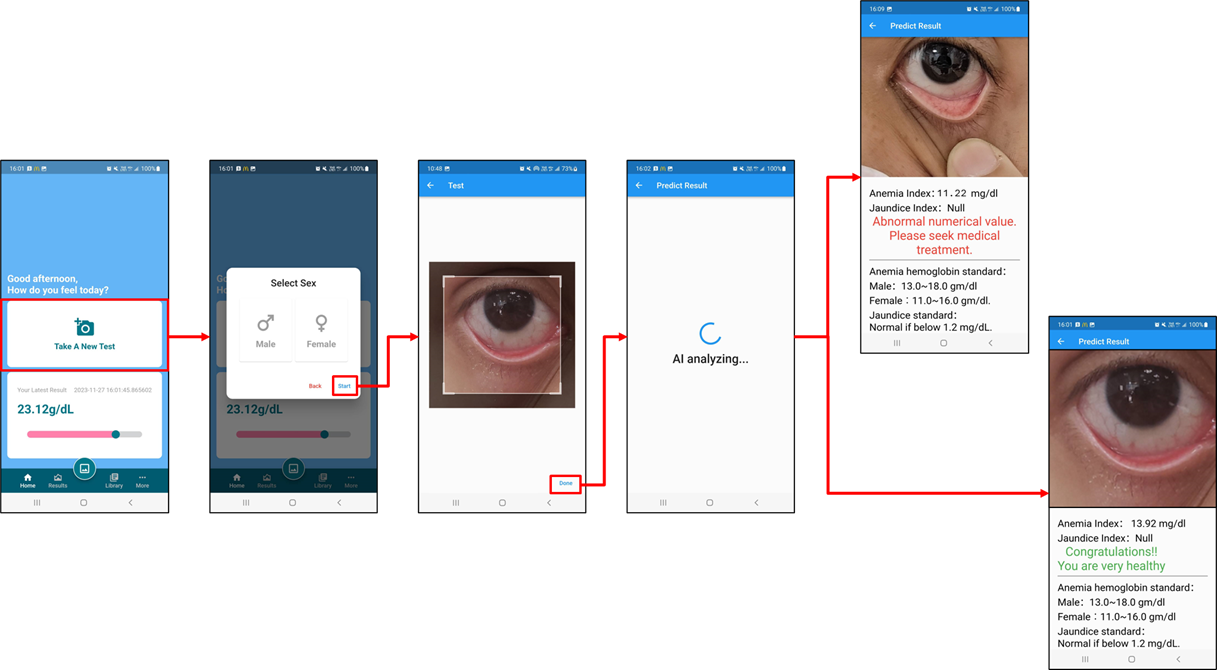 16:01
100%
Good afternoon,
How do you feel today?
Take A New Test
Your Latest Result 2023-11-27 16:01:45.865602
23.12g/dL
Home Results Library More
16:01
100%
Select Sex
Male Female
Back Start
23.12g/dL
Home Results Library More
10:48
73%
Test
Done
16:02
100%
Predict Result
AI analyzing...
16:09
100%
Predict Result
Anemia Index: 11.22 mg/dl
Jaundice Index: Null
Abnormal numerical value.
Please seek medical
treatment.
Anemia hemoglobin standard:
Male: 13.0~18.0 gm/dl
Female : 11.0~16.0 gm/dl.
Jaundice standard:
Normal if below 1.2 mg/dL.
16:01
100%
Predict Result
Anemia Index: 13.92 mg/dl
Jaundice Index: Null
Congratulations!!
You are very healthy
Anemia hemoglobin standard:
Male: 13.0~18.0 gm/dl
Female : 11.0~16.0 gm/dl
Jaundice standard:
Normal if below 1.2 mg/dL.